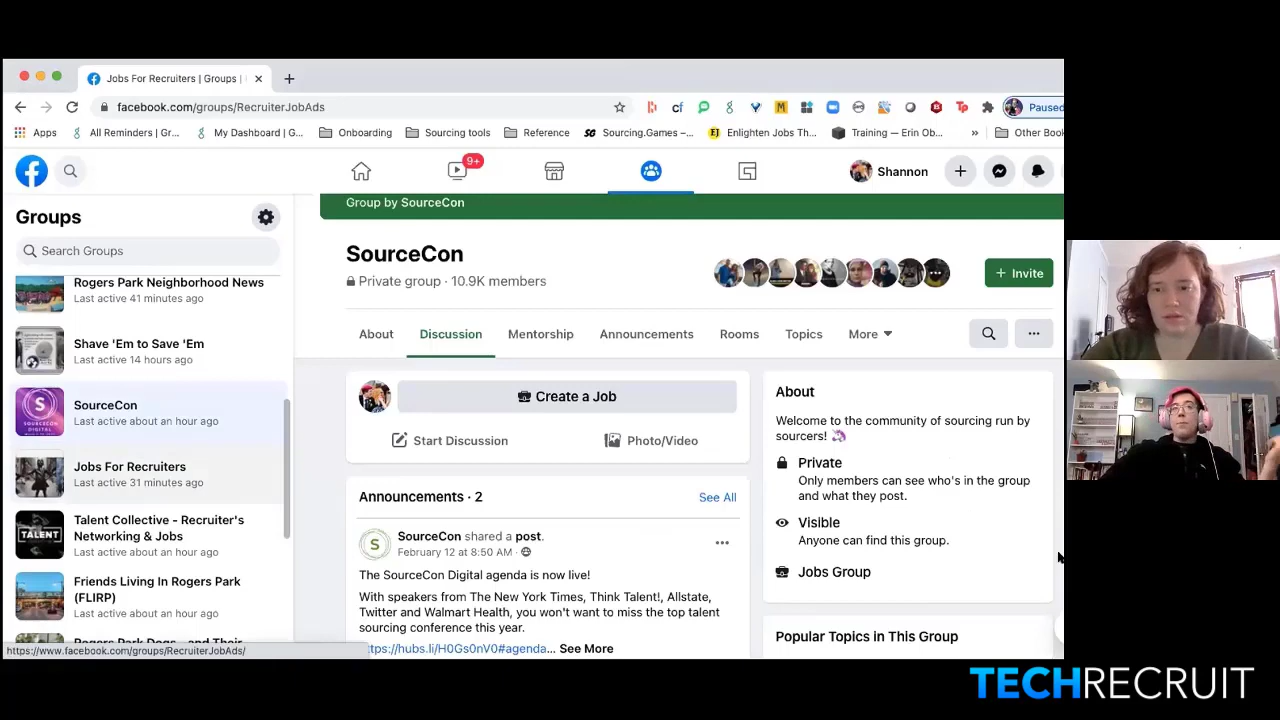 Jobs For Recruiters | Groups |
facebook.com/groups/RecruiterJobAds
Paused
Apps
All Reminders | Gr...
My Dashboard | G...
Onboarding
Sourcing tools
Reference
Sourcing.Games –...
Enlighten Jobs Th...
Training — Erin Ob...
»
Other Book
9+
Shannon
Groups
Search Groups
Rogers Park Neighborhood News
Last active 41 minutes ago
Shave 'Em to Save 'Em
Last active 14 hours ago
SourceCon
Last active about an hour ago
Jobs For Recruiters
Last active 31 minutes ago
Talent Collective - Recruiter's
Networking & Jobs
Last active about an hour ago
Friends Living In Rogers Park
(FLIRP)
Last active about an hour ago
Rogers Park Dogs and Their
https://www.facebook.com/groups/RecruiterJobAds/
Group by SourceCon
SourceCon
Private group · 10.9K members
+ Invite
About
Discussion
Mentorship
Announcements
Rooms
Topics
More
Create a Job
Start Discussion
Photo/Video
Announcements · 2
See All
SourceCon shared a post.
February 12 at 8:50 AM ·
The SourceCon Digital agenda is now live!
With speakers from The New York Times, Think Talent!, Allstate,
Twitter and Walmart Health, you won't want to miss the top talent
sourcing conference this year.
https://hubs.li/H0Gs0nV0#agenda... See More
About
Welcome to the community of sourcing run by
sourcers!
Private
Only members can see who's in the group
and what they post.
Visible
Anyone can find this group.
Jobs Group
Popular Topics in This Group
TECHRECRUIT